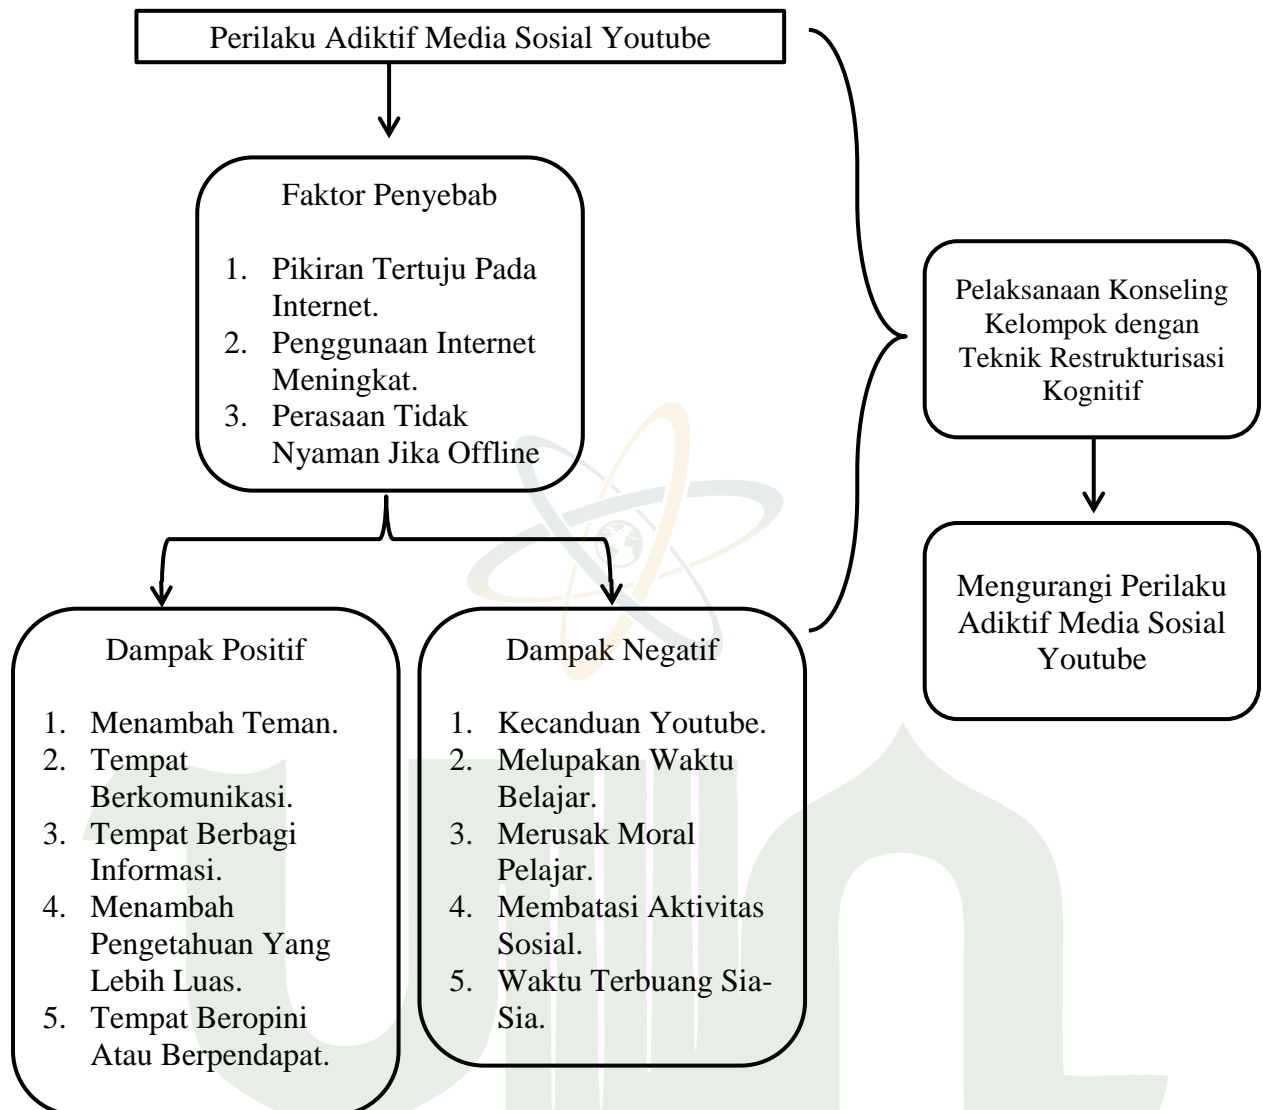 Perilaku Adiktif Media Sosial Youtube
Faktor Penyebab
1. Pikiran Tertuju Pada
Internet.
2. Penggunaan Internet
Meningkat.
3. Perasaan Tidak
Nyaman Jika Offline
Pelaksanaan Konseling
Kelompok dengan
Teknik Restrukturisasi
Kognitif
Mengurangi Perilaku
Adiktif Media Sosial
Youtube
Dampak Positif
1. Menambah Teman.
2. Tempat
Berkomunikasi.
3. Tempat Berbagi
Informasi.
4. Menambah
Pengetahuan Yang
Lebih Luas.
5. Tempat Beropini
Atau Berpendapat.
Dampak Negatif
1. Kecanduan Youtube.
2. Melupakan Waktu
Belajar.
3. Merusak Moral
Pelajar.
4. Membatasi Aktivitas
Sosial.
5. Waktu Terbuang Sia-
Sia.